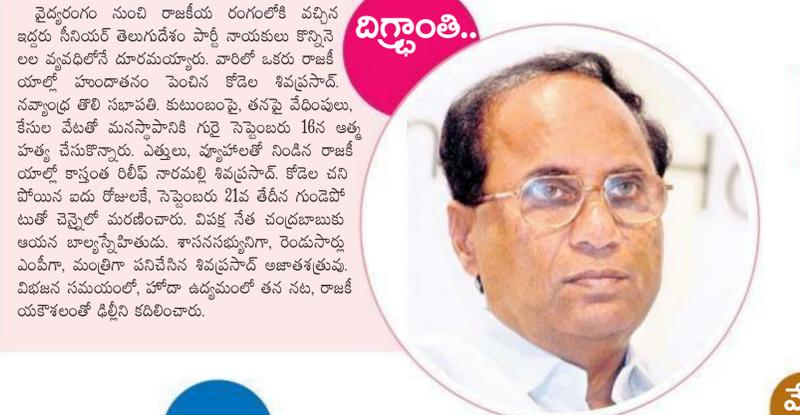 వైద్యరంగం నుంచి రాజకీయ రంగంలోకి వచ్చిన
ఇద్దరు సీనియర్ తెలుగుదేశం పార్టీ నాయకులు కొన్నినె
లల వ్యవధిలోనే దూరమయ్యారు. వారిలో ఒకరు రాజకీ
యాల్లో హుందాతనం పెంచిన కోడెల శివప్రసాద్.
నవ్యాంధ్ర తొలి సభాపతి. కుటుంబంపై, తనపై వేధింపులు,
కేసుల వేటతో మనస్తాపానికి గురై సెప్టెంబరు 16న ఆత్మ
హత్య చేసుకొన్నారు. ఎత్తులు, వ్యూహాలతో నిండిన రాజకీ
యాల్లో కాస్తంత రిలీఫ్ నారమల్లి శివప్రసాద్. కోడెల చని
పోయిన ఐదు రోజులకే, సెప్టెంబరు 21వ తేదీన గుండెపో
టుతో చెన్నైలో మరణించారు. విపక్ష నేత చంద్రబాబుకు
ఆయన బాల్యస్నేహితుడు. శాసనసభ్యునిగా, రెండుసార్లు
ఎంపీగా, మంత్రిగా పనిచేసిన శివప్రసాద్ అజాతశత్రువు.
విభజన సమయంలో, హోదా ఉద్యమంలో తన నట, రాజకీ
యకౌశలంతో ఢిల్లీని కదిలించారు.
దిగ్భ్రాంతి..